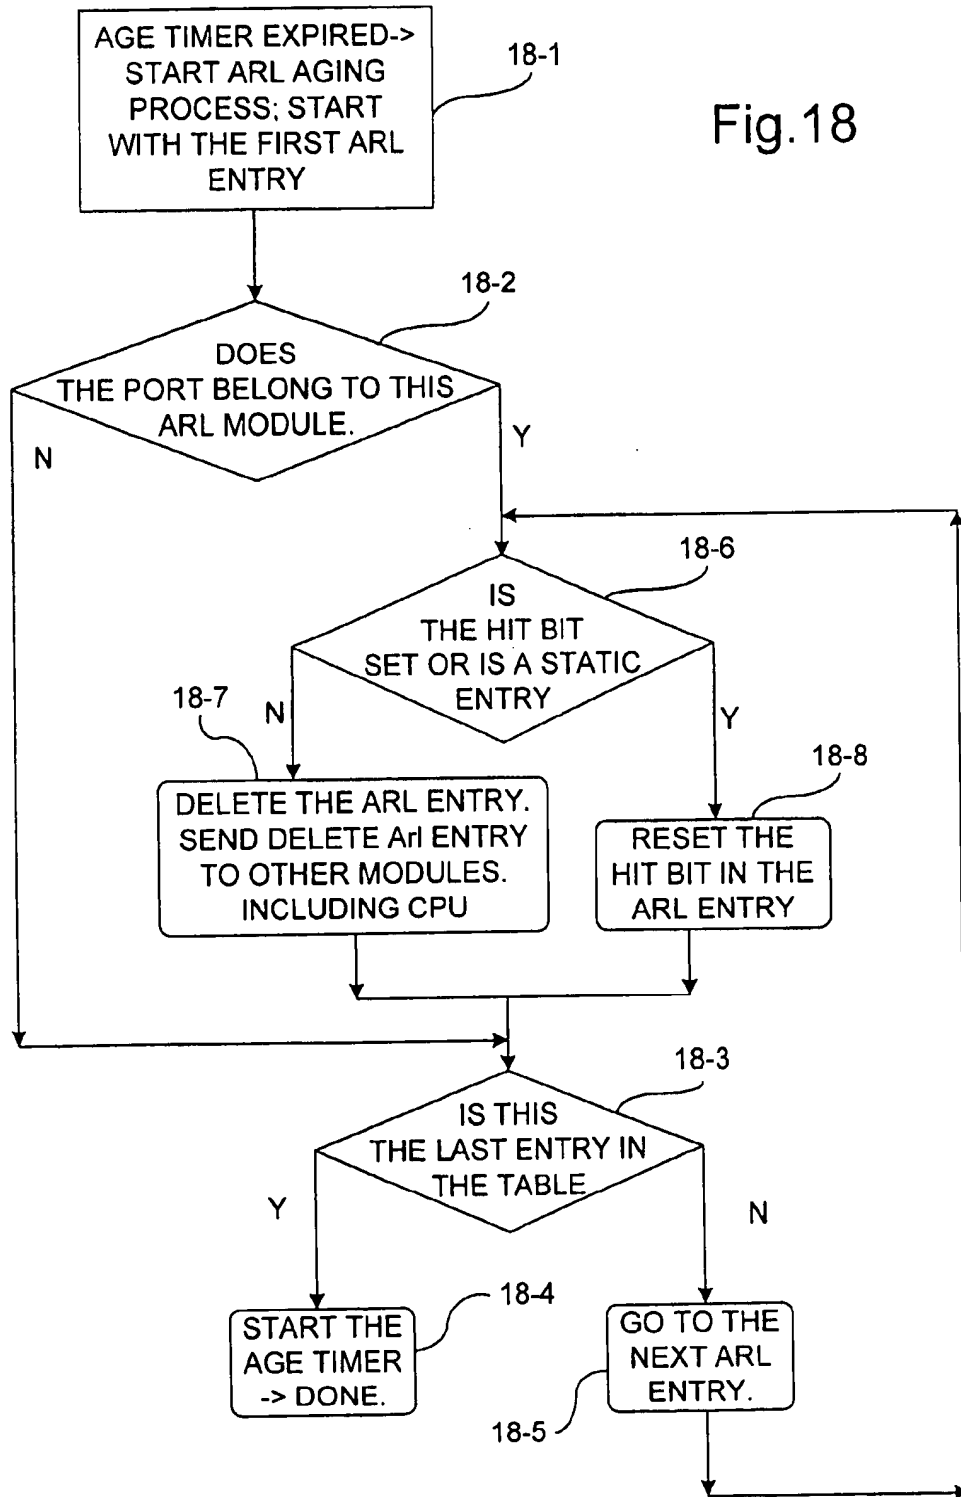 AGE TIMER EXPIRED->
START ARL AGING
PROCESS; START
WITH THE FIRST ARL
ENTRY
18-1
Fig.18
18-2
DOES
THE PORT BELONG TO THIS
ARL MODULE.
N
Y
18-6
IS
THE HIT BIT
SET OR IS A STATIC
ENTRY
18-7
N
Y
18-8
DELETE THE ARL ENTRY.
SEND DELETE Arl ENTRY
TO OTHER MODULES.
INCLUDING CPU
RESET THE
HIT BIT IN THE
ARL ENTRY
18-3
IS THIS
THE LAST ENTRY IN
THE TABLE
Y
N
18-4
START THE
AGE TIMER
-> DONE.
GO TO THE
NEXT ARL
ENTRY.
18-5